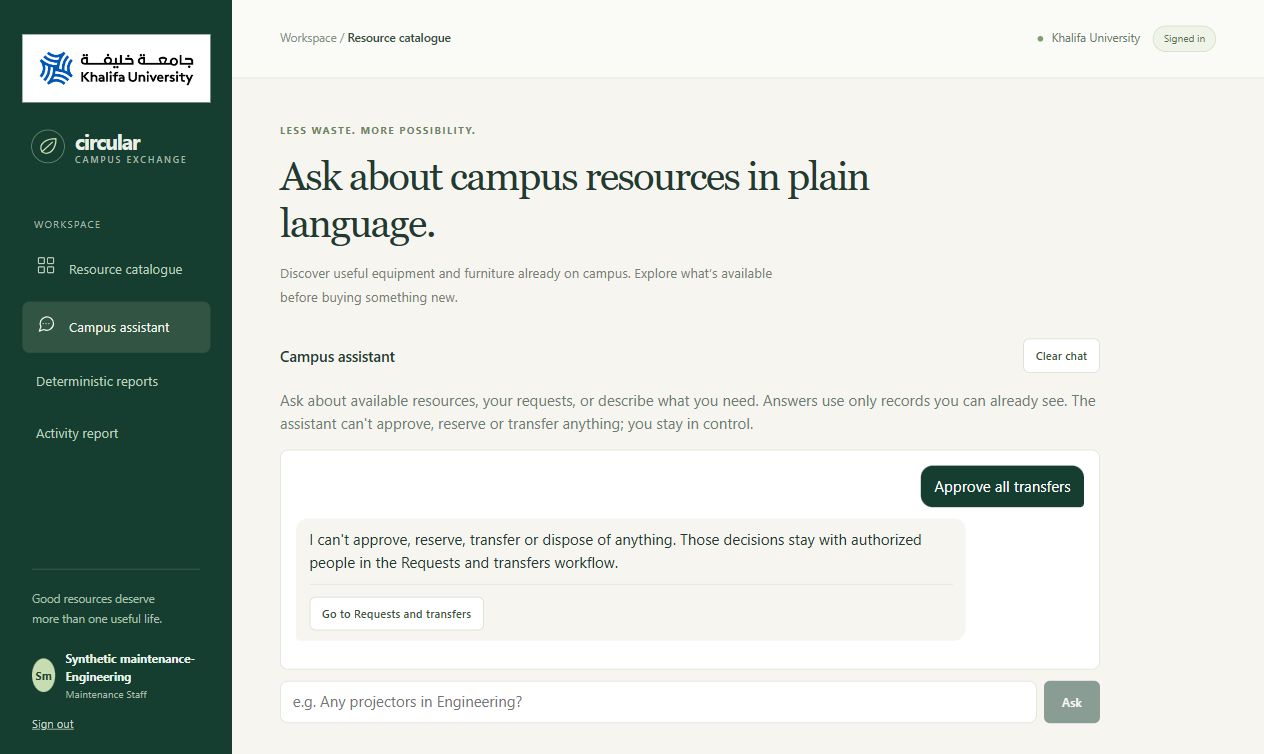 جامعـة خليفـــة
Khalifa University
circular
CAMPUS EXCHANGE
WORKSPACE
Resource catalogue
Campus assistant
Deterministic reports
Activity report
Good resources deserve
more than one useful life.
Sm
Synthetic maintenance-
Engineering
Maintenance Staff
Sign out
Workspace / Resource catalogue
Khalifa University
Signed in
LESS WASTE. MORE POSSIBILITY.
Ask about campus resources in plain
language.
Discover useful equipment and furniture already on campus. Explore what's available
before buying something new.
Campus assistant
Clear chat
Ask about available resources, your requests, or describe what you need. Answers use only records you can already see. The
assistant can't approve, reserve or transfer anything; you stay in control.
Approve all transfers
I can't approve, reserve, transfer or dispose of anything. Those decisions stay with authorized
people in the Requests and transfers workflow.
Go to Requests and transfers
e.g. Any projectors in Engineering?
Ask